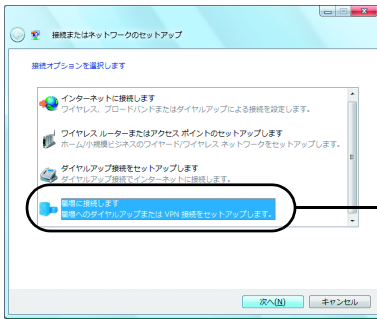 接続またはネットワークのセットアップ
接続オプションを選択します
インターネットに接続します
ワイヤレス、ブロードバンドまたはダイヤルアップによる接続を設定します。
ワイヤレス ルーターまたはアクセス ポイントのセットアップします
ホーム/小規模ビジネスのワイヤード/ワイヤレス ネットワークをセットアップします。
ダイヤルアップ接続をセットアップします
ダイヤルアップ接続でインターネットに接続します。
職場に接続します
職場へのダイヤルアップまたは VPN 接続をセットアップします。
次へ(N)
キャンセル